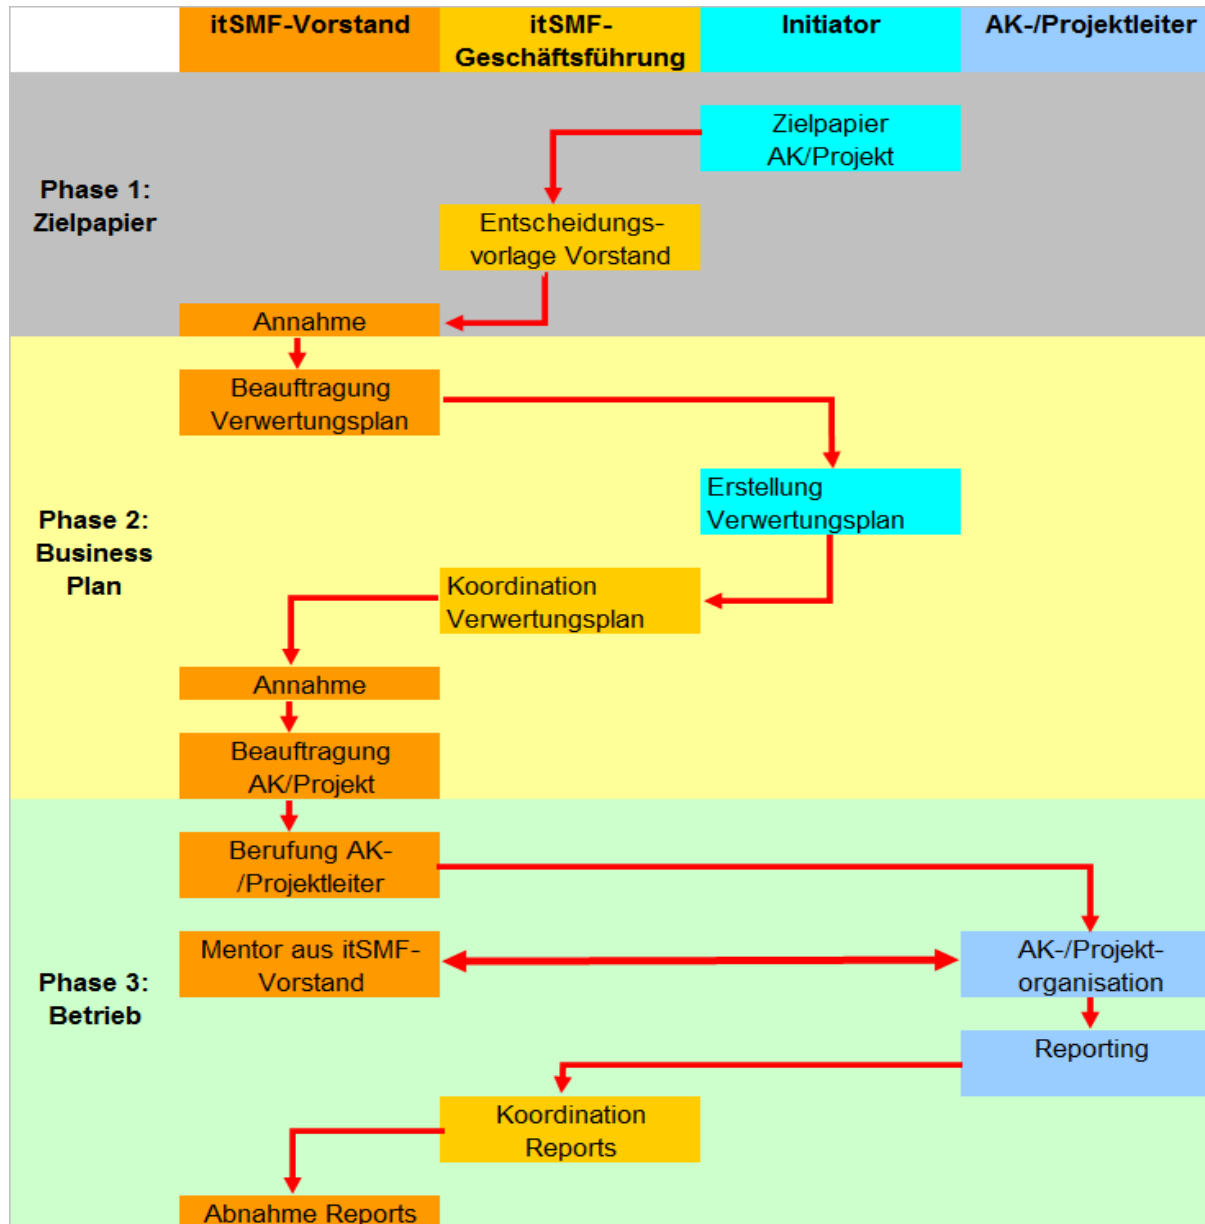 itSMF-Vorstand
itSMF-
Geschäftsführung
Initiator
AK-/Projektleiter
Phase 1:
Zielpapier
Zielpapier
AK/Projekt
Entscheidungs-
vorlage Vorstand
Annahme
Phase 2:
Business
Plan
Beauftragung
Verwertungsplan
Erstellung
Verwertungsplan
Koordination
Verwertungsplan
Annahme
Beauftragung
AK/Projekt
Phase 3:
Betrieb
Berufung AK-
/Projektleiter
Mentor aus itSMF-
Vorstand
AK-/Projekt-
organisation
Reporting
Koordination
Reports
Abnahme Reports